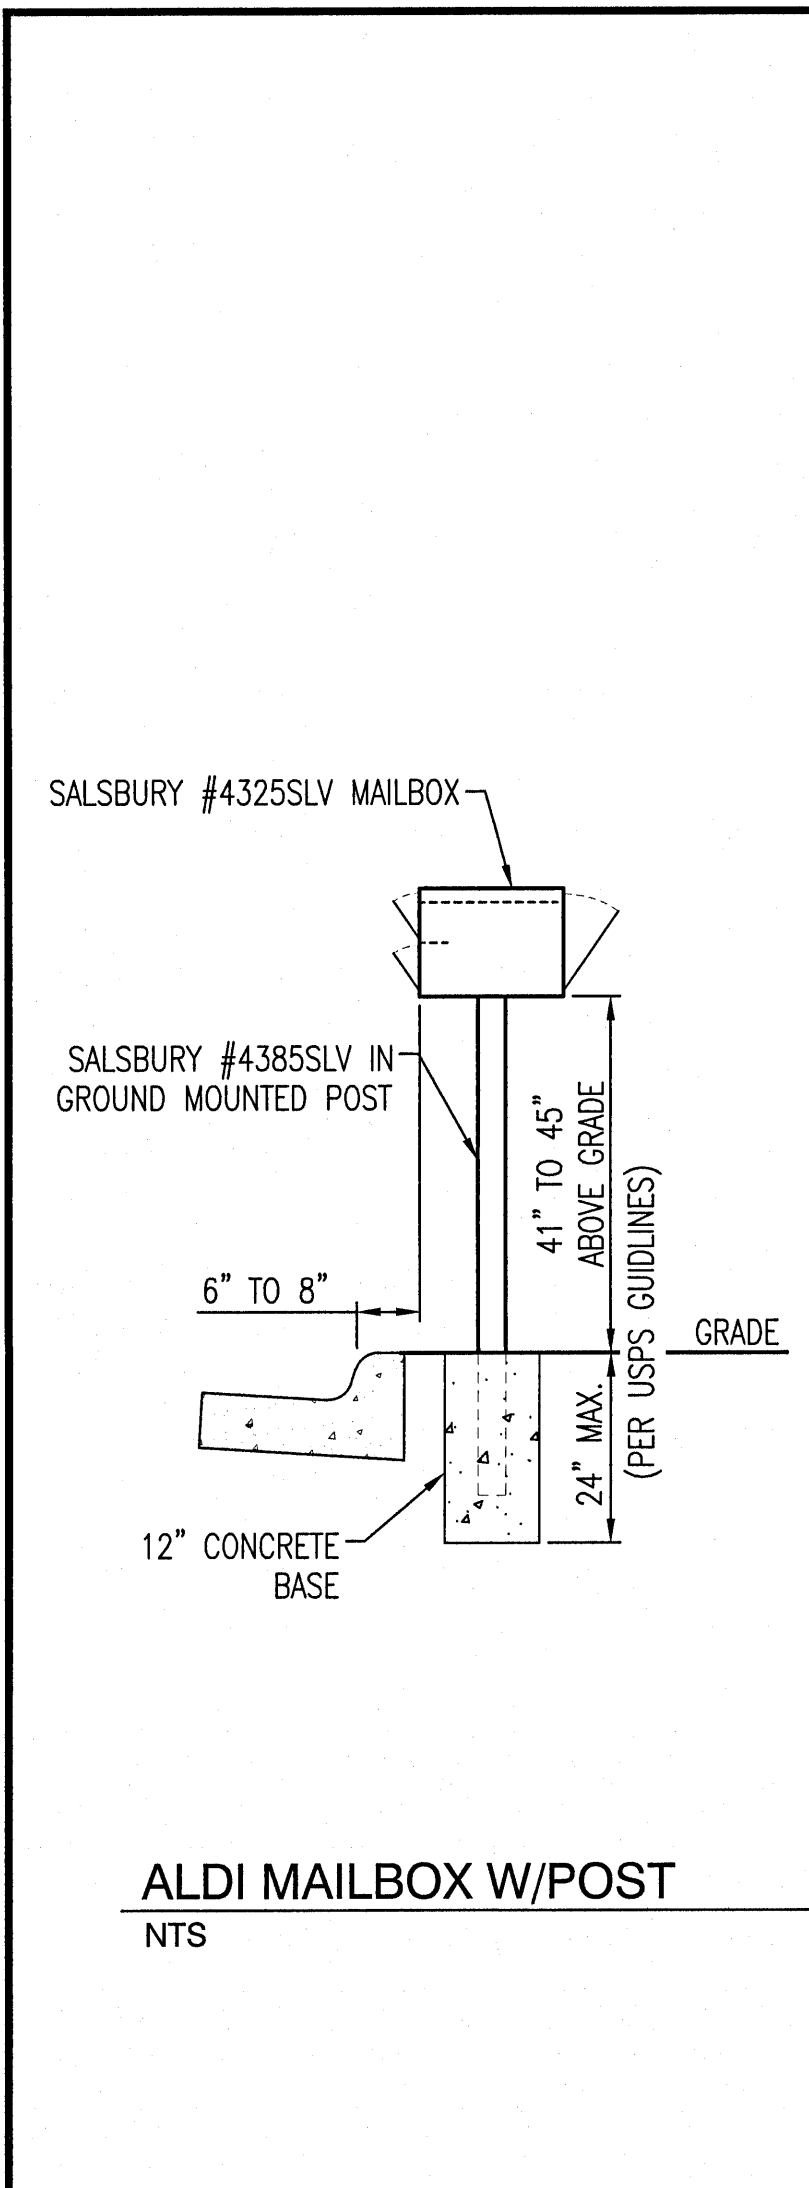 SALSBURY #4325SLV MAILBOX
SALSBURY #4385SLV IN
GROUND MOUNTED POST
41” TO 45”
ABOVE GRADE
(PER USPS GUIDLINES)
6” TO 8”
GRADE
24” MAX.
12” CONCRETE
BASE
ALDI MAILBOX W/POST
NTS